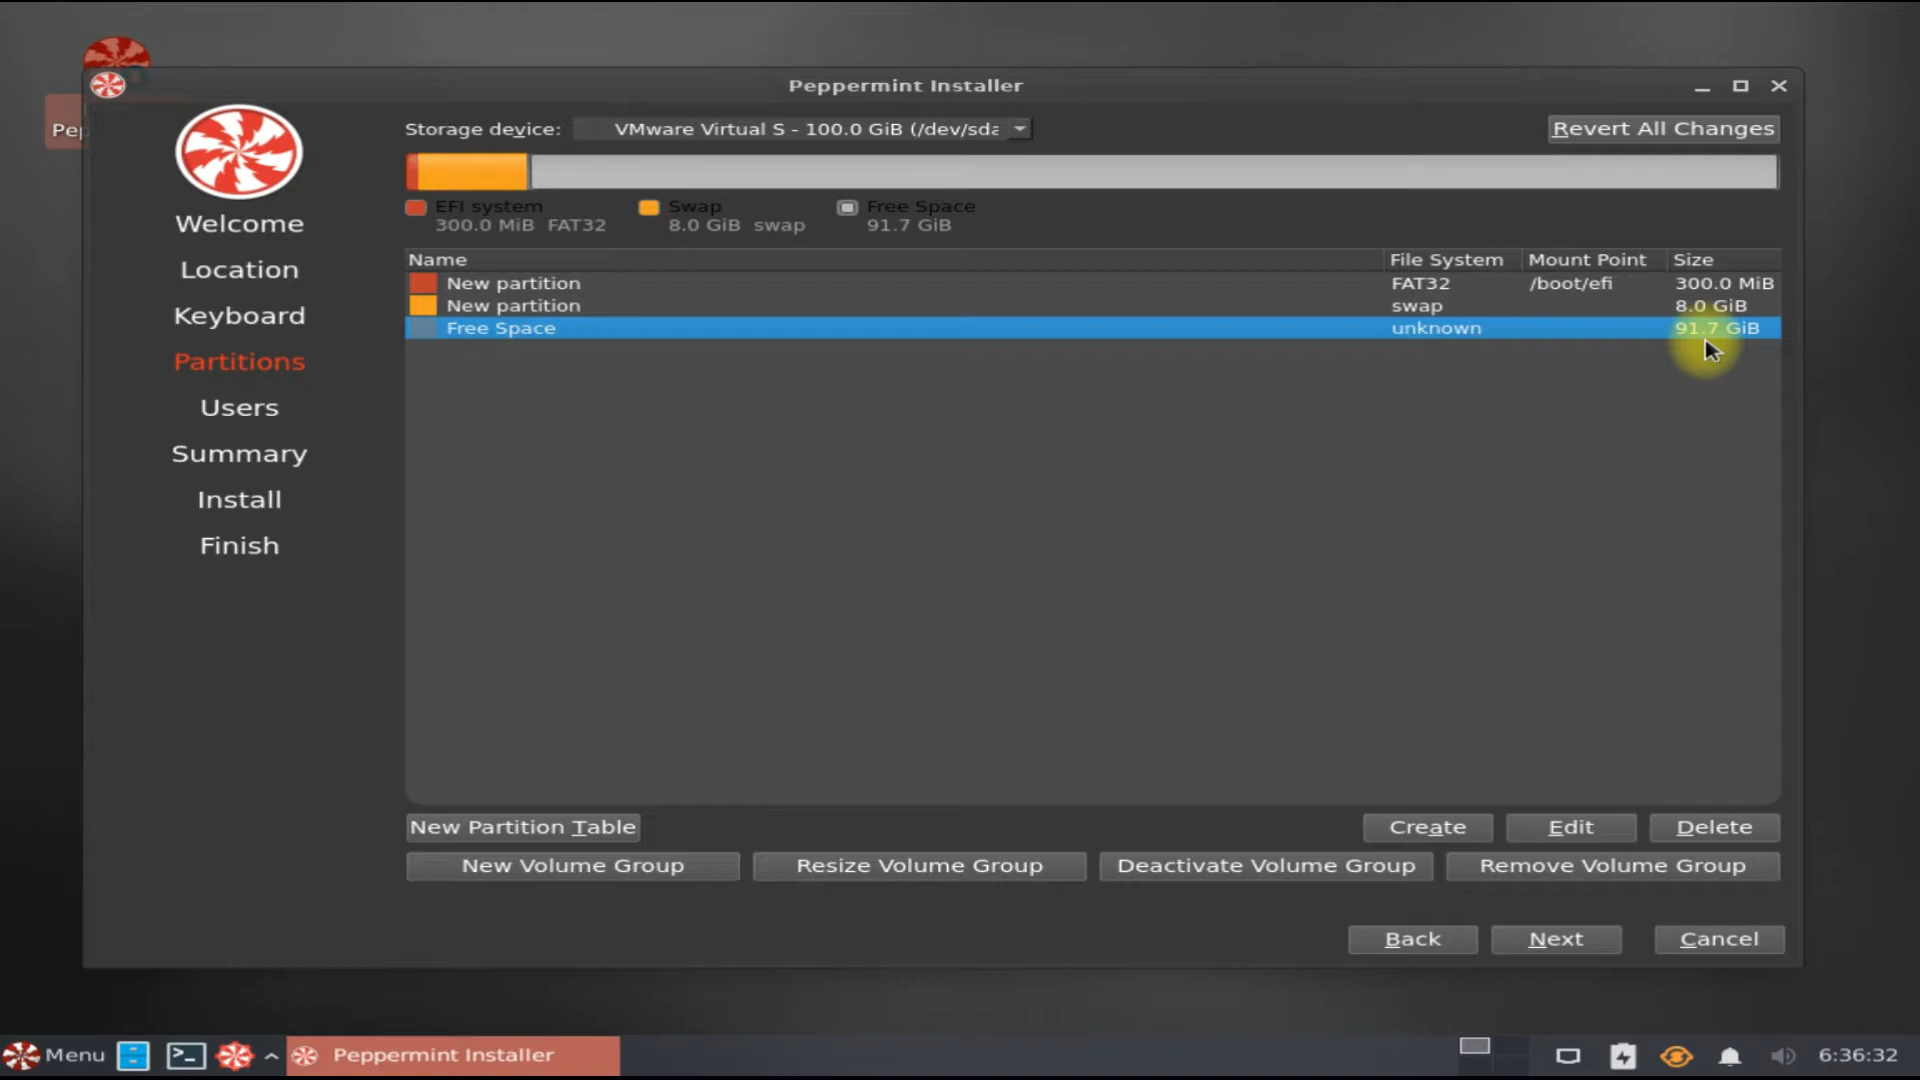 Peppermint Installer
Pep
Storage device: VMware Virtual S - 100.0 GiB (/dev/sda
Revert All Changes
EFI system
300.0 MiB FAT32
Swap
8.0 GiB swap
Free Space
91.7 GiB
Welcome
Location
Keyboard
Partitions
Users
Summary
Install
Finish
Name File System Mount Point Size
New partition FAT32 /boot/efi 300.0 MiB
New partition swap 8.0 GiB
Free Space unknown 91.7 GiB
New Partition Table Create Edit Delete
New Volume Group Resize Volume Group Deactivate Volume Group Remove Volume Group
Back Next Cancel
Menu Peppermint Installer 6:36:32